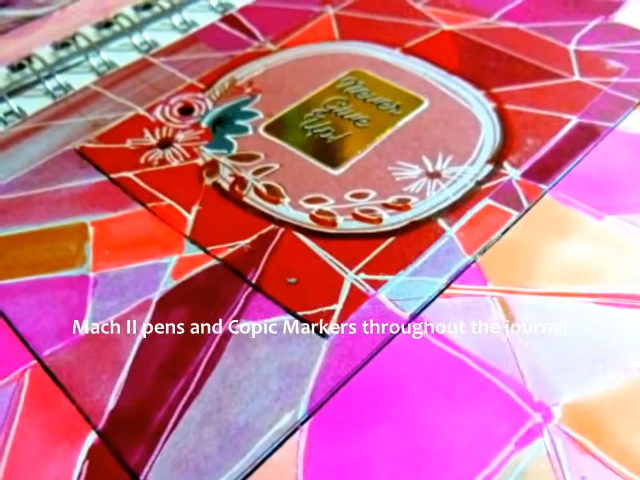 Never
Give
Up!
Mach II pens and Copic Markers throughout the journal